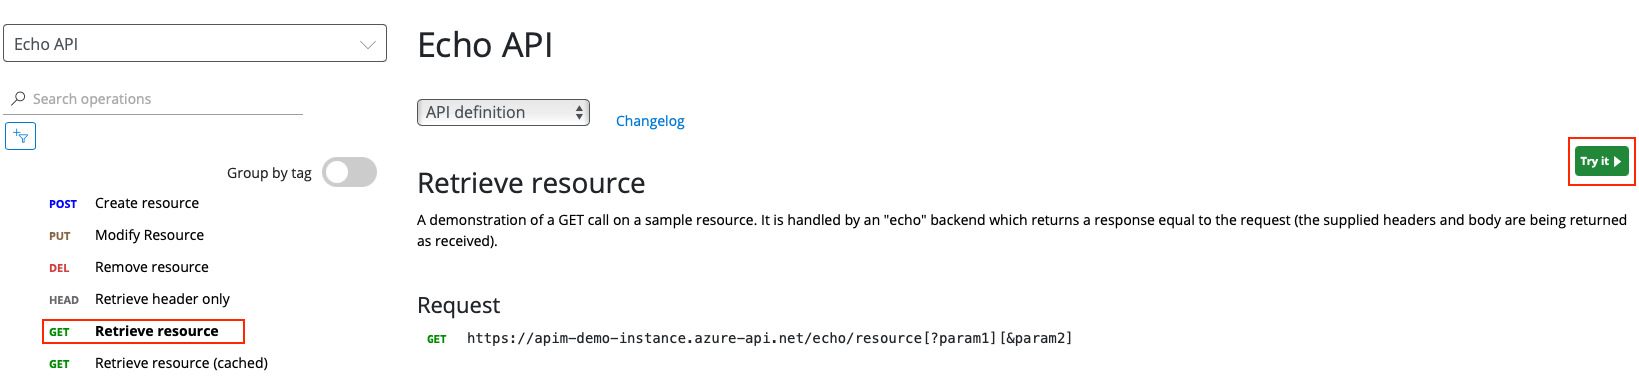 Echo API
Search operations
Group by tag
POST Create resource
PUT Modify Resource
DEL Remove resource
HEAD Retrieve header only
GET Retrieve resource
GET Retrieve resource (cached)
Echo API
API definition
Changelog
Try it
Retrieve resource
A demonstration of a GET call on a sample resource. It is handled by an "echo" backend which returns a response equal to the request (the supplied headers and body are being returned
as received).
Request
GET https://apim-demo-instance.azure-api.net/echo/resource[?param1][&param2]